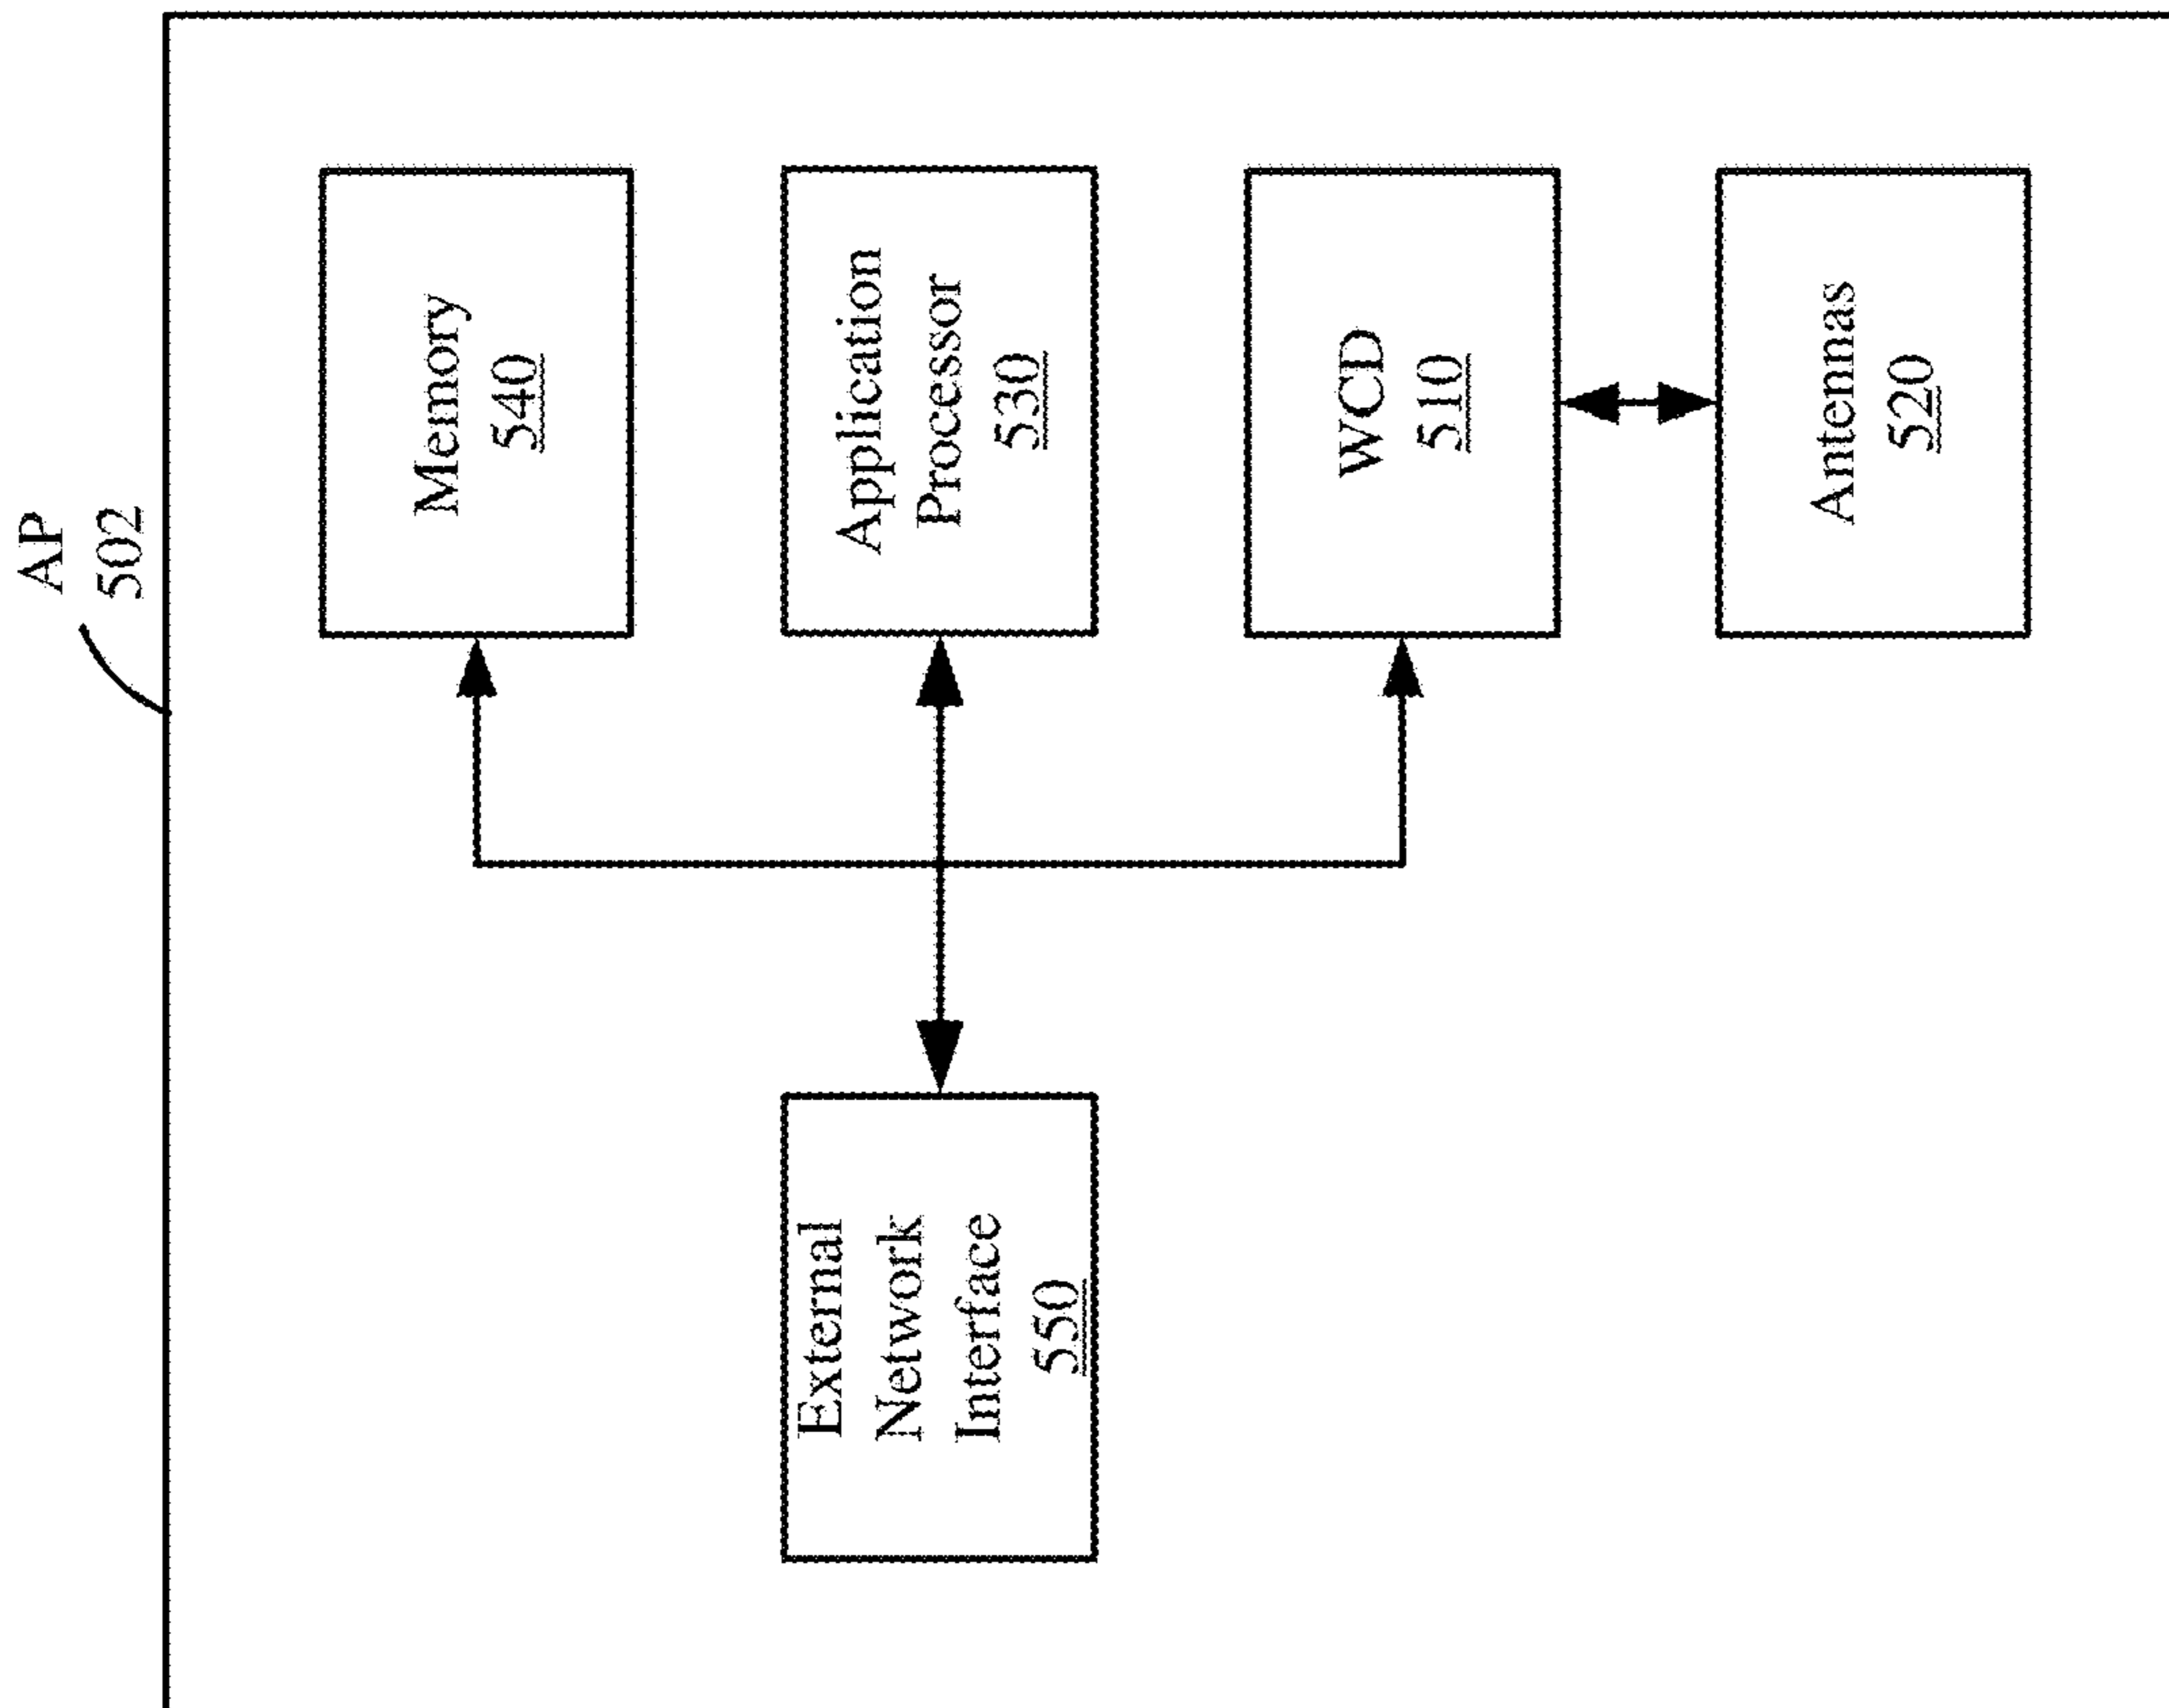 AP
502
Memory
540
Application
Processor
530
WCD
510
Antennas
520
External
Network
Interface
550